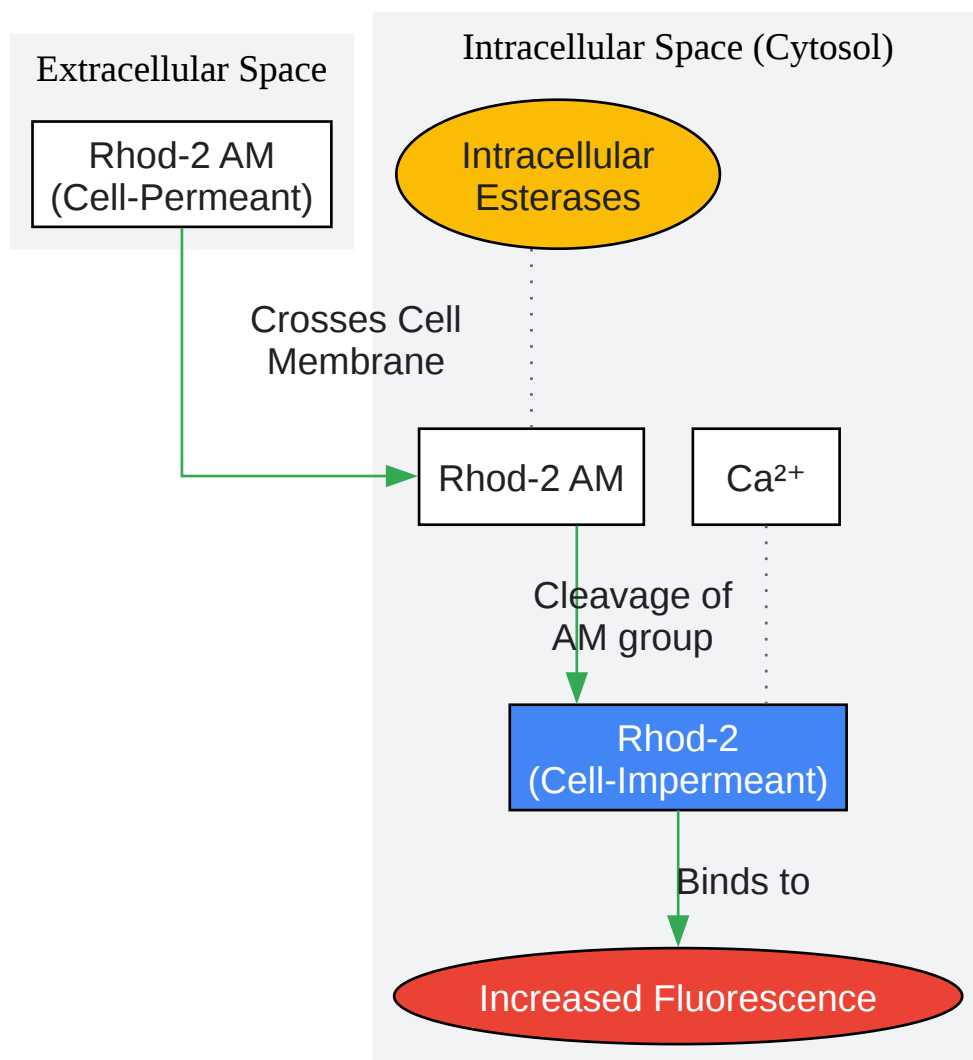 Extracellular Space
Rhod-2 AM
(Cell-Permeant)
Intracellular Space (Cytosol)
Intracellular
Esterases
Crosses Cell
Membrane
Rhod-2 AM
Ca²⁺
Cleavage of
AM group
Rhod-2
(Cell-Impermeant)
Binds to
Increased Fluorescence